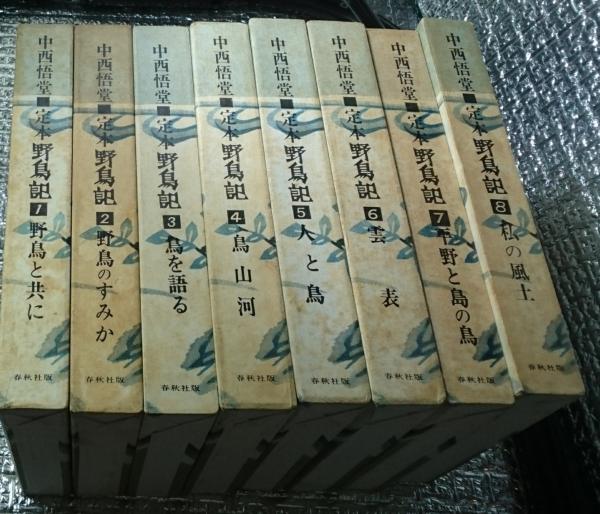 中西悟堂■定本野鳥記1野鳥と共に
春秋社版
中西悟堂■定本野鳥記2野鳥のすみか
春秋社版
中西悟堂■定本野鳥記3鳥を語る
春秋社版
中西悟堂■定本野鳥記4鳥山河
春秋社版
中西悟堂■定本野鳥記5人と鳥
春秋社版
中西悟堂■定本野鳥記6雲表
春秋社版
中西悟堂■定本野鳥記7平野と島の鳥
春秋社版
中西悟堂■定本野鳥記8私の風土
春秋社版